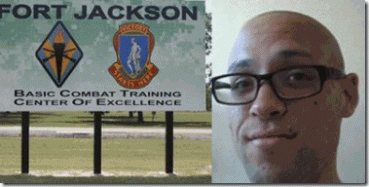 FORT JACKSON
BASIC COMBAT TRAINING
CENTER OF EXCELLENCE